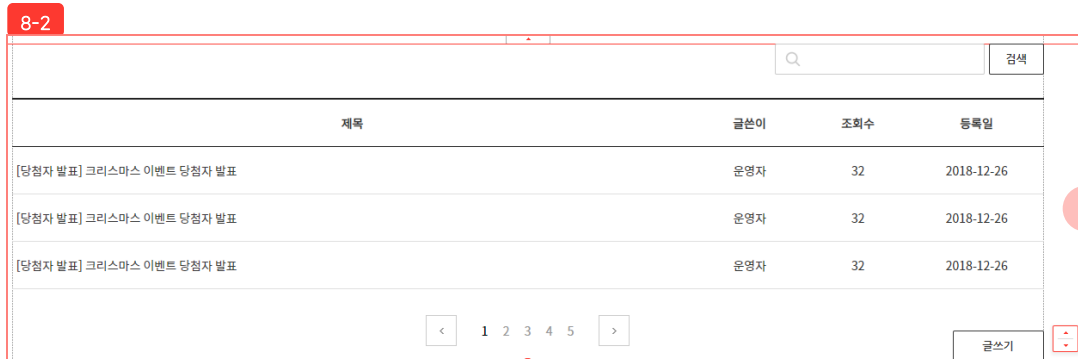 8-2
검색
제목 글쓴이 조회수 등록일
[당첨자 발표] 크리스마스 이벤트 당첨자 발표 운영자 32 2018-12-26
[당첨자 발표] 크리스마스 이벤트 당첨자 발표 운영자 32 2018-12-26
[당첨자 발표] 크리스마스 이벤트 당첨자 발표 운영자 32 2018-12-26
< 1 2 3 4 5 >
글쓰기